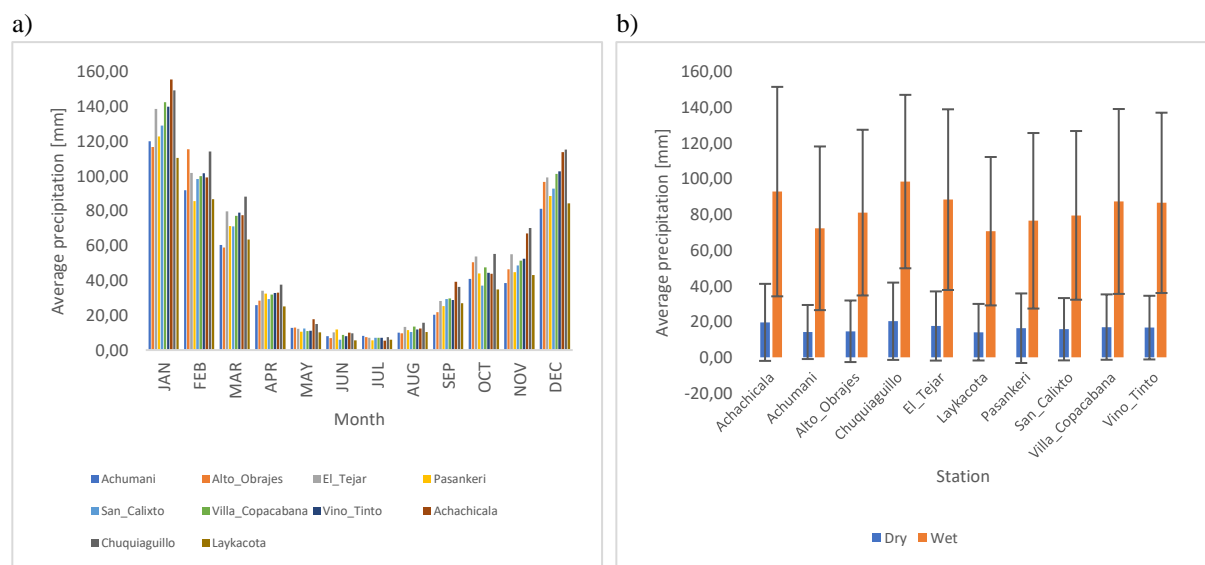 a)
160,00
140,00
120,00
100,00
80,00
60,00
40,00
20,00
0,00
Average precipitation [mm]
JAN
FEB
MAR
APR
MAY
JUN
JUL
AUG
SEP
OCT
NOV
DEC
Month
Achumani
Alto_Obrajes
El_Tejar
Pasankeri
San_Calixto
Villa_Copacabana
Vino_Tinto
Achachicala
Chuquiaguillo
Laykacota
b)
160,00
140,00
120,00
100,00
80,00
60,00
40,00
20,00
0,00
-20,00
Average precipitation [mm]
Achachicala
Achumani
Alto_Obrajes
Chuquiaguillo
El_Tejar
Laykacota
Pasankeri
San_Calixto
Villa_Copacabana
Vino_Tinto
Station
Dry
Wet